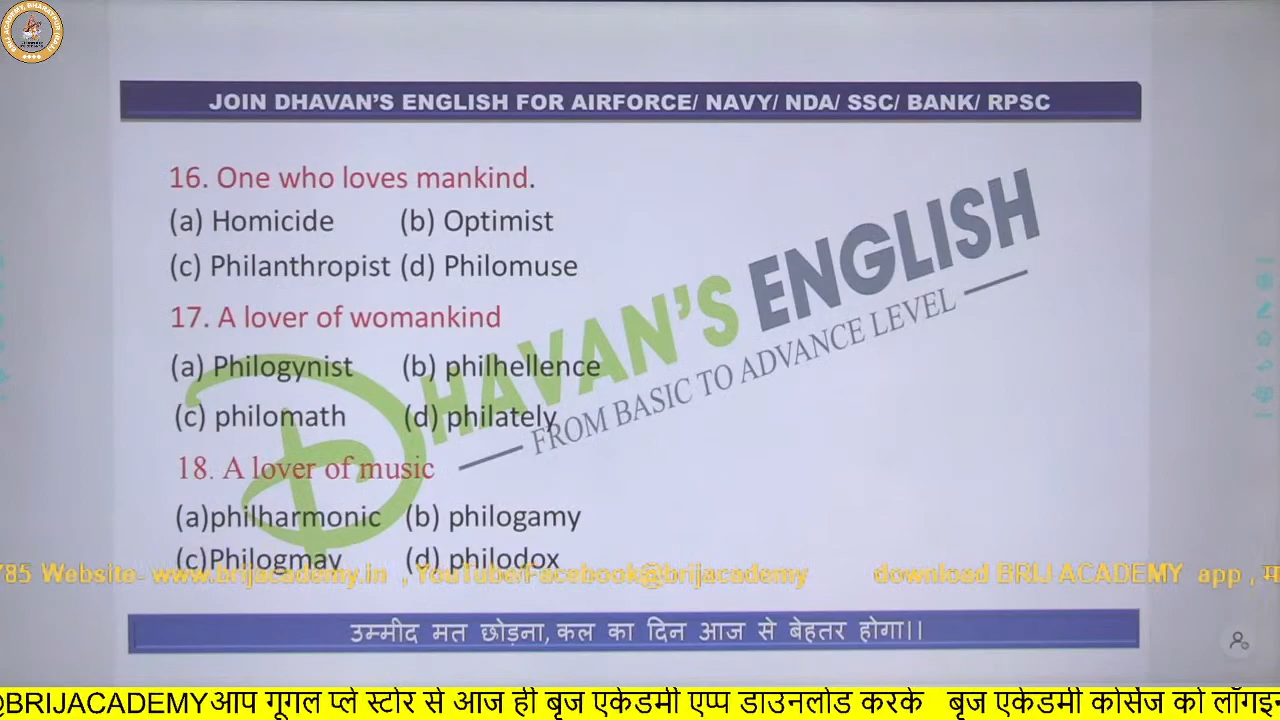 JOIN DHAVAN'S ENGLISH FOR AIRFORCE/ NAVY/ NDA/ SSC/ BANK/ RPSC
16. One who loves mankind.
(a) Homicide (b) Optimist
(c) Philanthropist (d) Philomuse
17. A lover of womankind
(a) Philogynist (b) philhellence
(c) philomath (d) philately
18. A lover of music
(a)philharmonic (b) philogamy
(c)Philogmay (d) philodox
DHAVAN'S ENGLISH
FROM BASIC TO ADVANCE LEVEL
785 Website- www.brijacademy.in , YouTube/Facebook@brijacademy download BRIJ ACADEMY app ,
उम्मीद मत छोड़ना, कल का दिन आज से बेहतर होगा।।
@BRIJACADEMY आप गूगल प्ले स्टोर से आज ही बृज एकेडमी एप्प डाउनलोड करके बृज एकेडमी कोर्सेज को लॉगइन